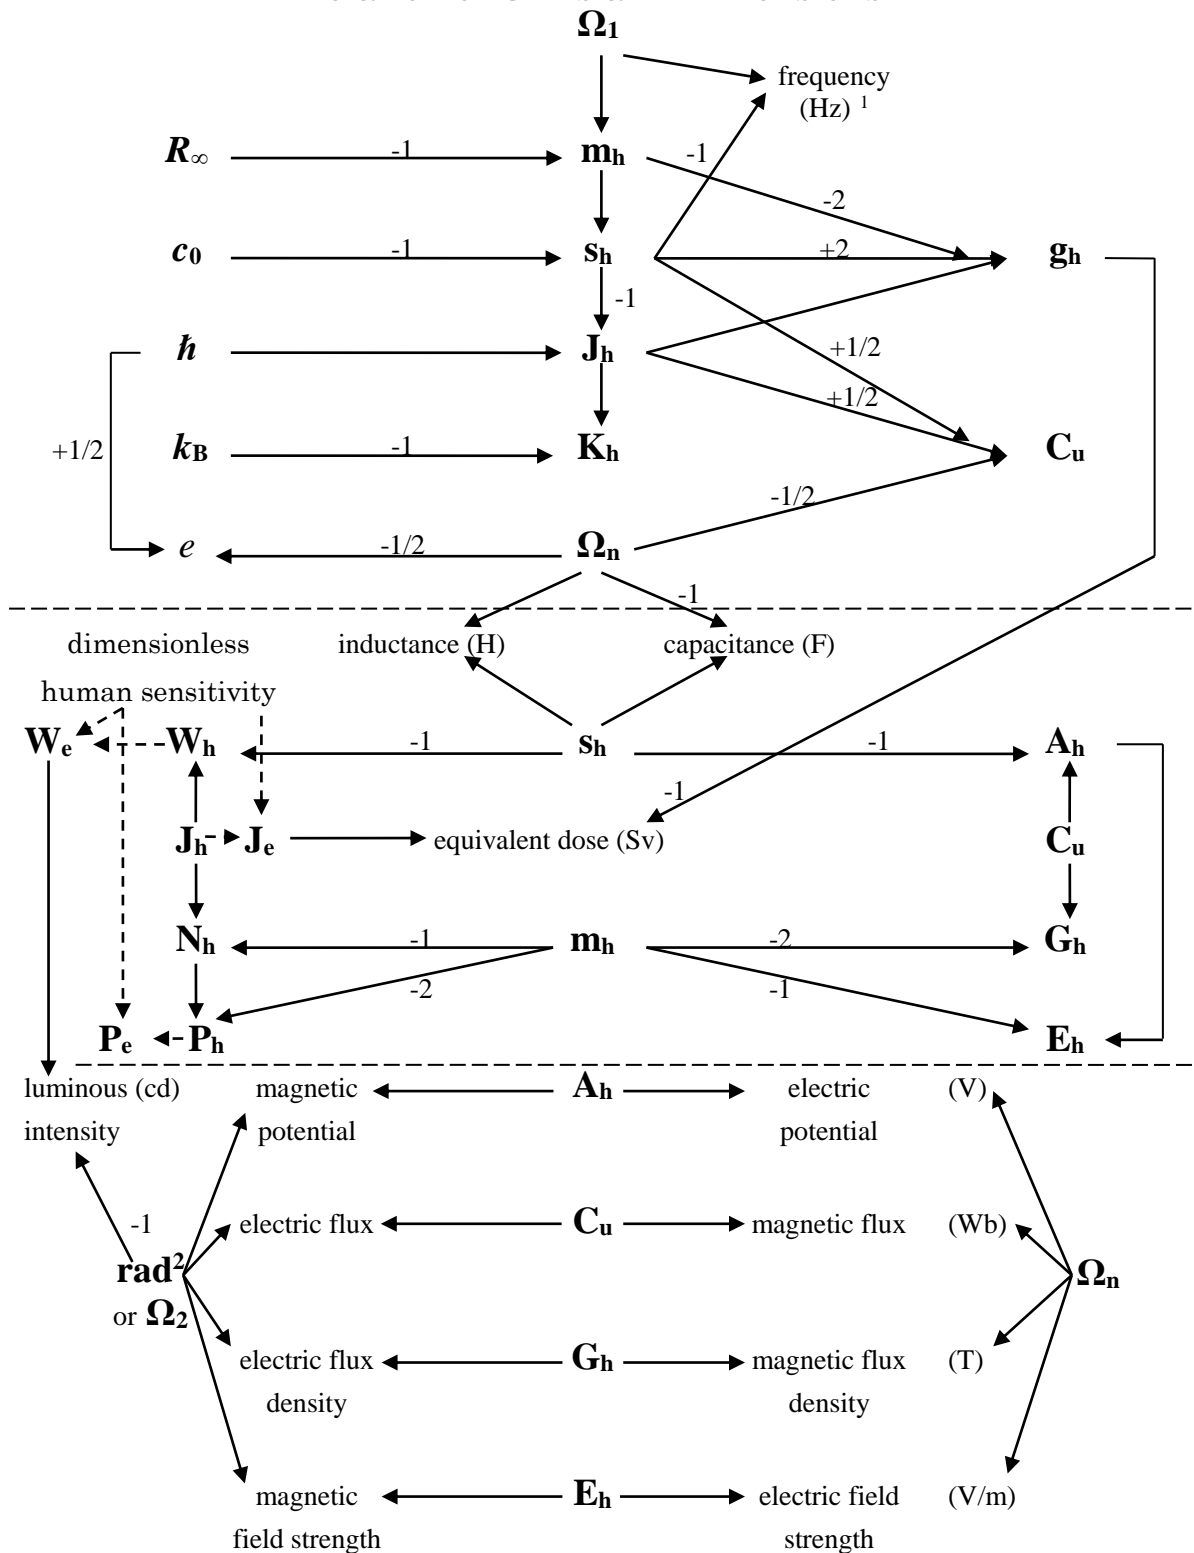 Ω₁
frequency
(Hz) ¹
R∞ -1 mₕ -1
-2
c₀ -1 sₕ +2 gₕ
-1
ħ Jₕ +1/2
+1/2
+1/2 k_B -1 Kₕ Cᵤ
-1/2
e -1/2 Ωₙ
-1
dimensionless inductance (H) capacitance (F)
human sensitivity
Wₑ Wₕ -1 sₕ -1 Aₕ
-1
Jₕ Jₑ equivalent dose (Sv) Cᵤ
Nₕ -1 mₕ -2 Gₕ
-2 -1
Pₑ Pₕ Eₕ
luminous (cd) magnetic Aₕ electric (V)
intensity potential potential
-1 electric flux Cᵤ magnetic flux (Wb)
rad² Ωₙ
or Ω₂
electric flux Gₕ magnetic flux (T)
density density
magnetic Eₕ electric field (V/m)
field strength strength